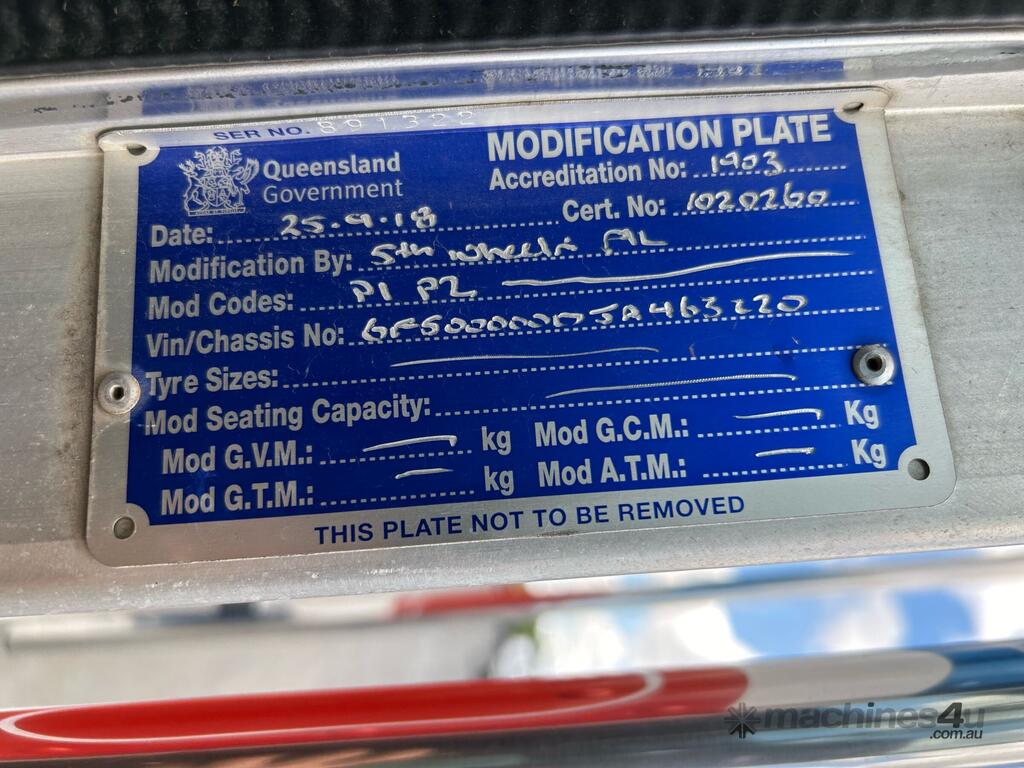 SER NO. 891322
Queensland
Government
MODIFICATION PLATE
Accreditation No: 1903
Date: 25.9.18 Cert. No: 1020260
Modification By: 5th Wheels
Mod Codes: P1 P2
Vin/Chassis No:
Tyre Sizes:
Mod Seating Capacity:
Mod G.V.M.: kg Mod G.C.M.: Kg
Mod G.T.M.: kg Mod A.T.M.: Kg
THIS PLATE NOT TO BE REMOVED
machines4u
.com.au